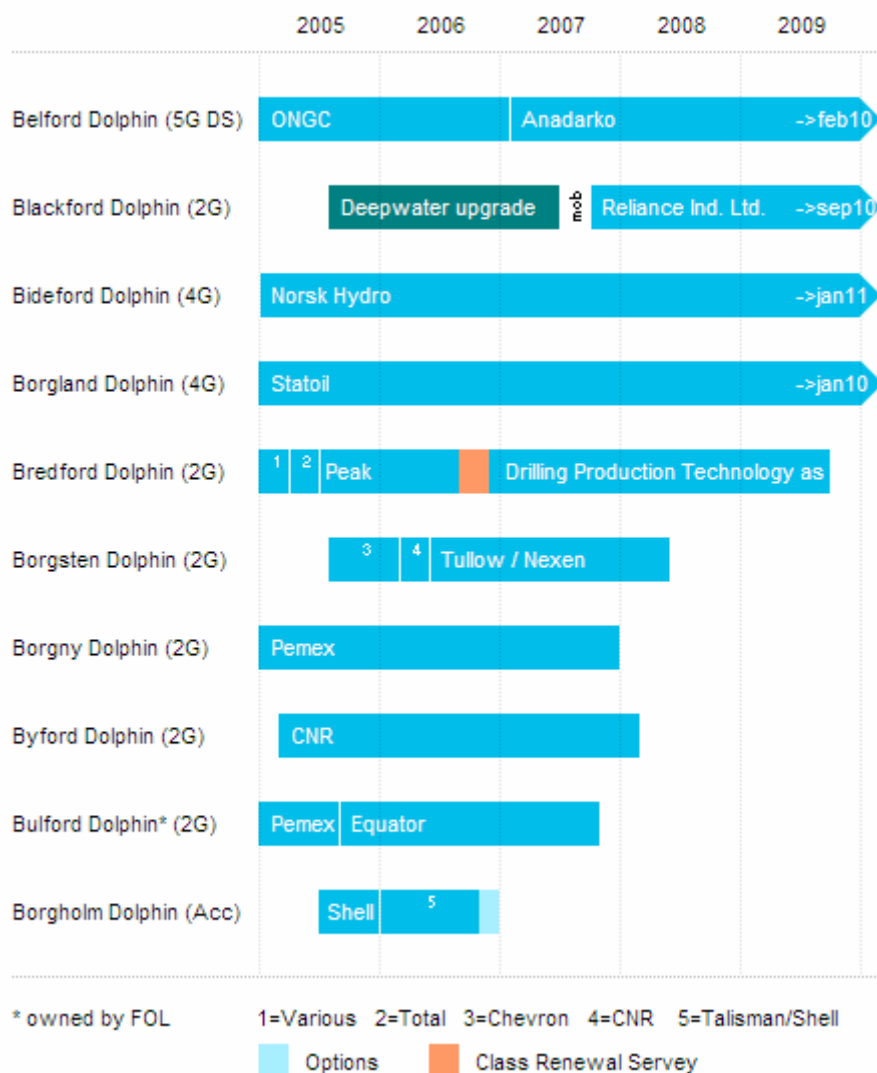 2005 2006 2007 2008 2009
Belford Dolphin (5G DS) ONGC Anadarko ->feb10
Blackford Dolphin (2G) Deepwater upgrade mob Reliance Ind. Ltd. ->sep10
Bideford Dolphin (4G) Norsk Hydro ->jan11
Borgland Dolphin (4G) Statoil ->jan10
Bredford Dolphin (2G) 1 2 Peak Drilling Production Technology as
Borgsten Dolphin (2G) 3 4 Tullow / Nexen
Borgny Dolphin (2G) Pemex
Byford Dolphin (2G) CNR
Bulford Dolphin* (2G) Pemex Equator
Borgholm Dolphin (Acc) Shell 5
* owned by FOL 1=Various 2=Total 3=Chevron 4=CNR 5=Talisman/Shell
Options Class Renewal Servey